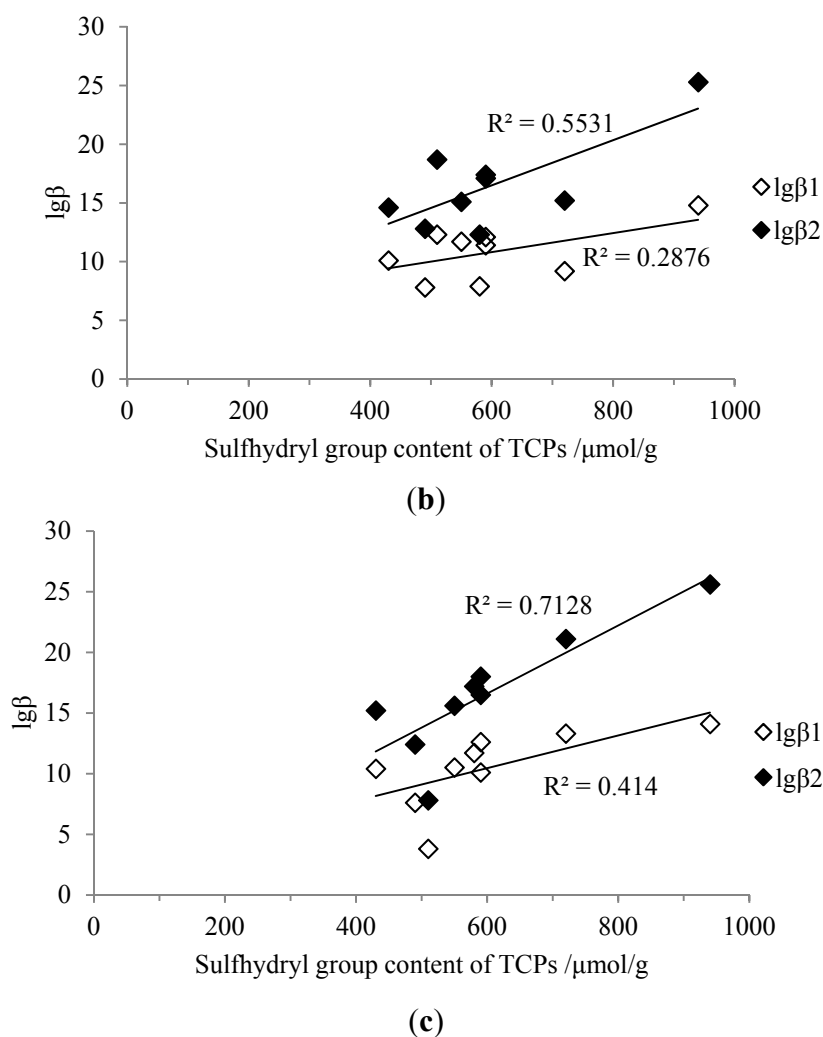 30
25
R² = 0.5531
20
lgβ
15
lgβ1
lgβ2
10
R² = 0.2876
5
0
0 200 400 600 800 1000
Sulfhydryl group content of TCPs /μmol/g
(b)
30
25
R² = 0.7128
20
lgβ
15
lgβ1
lgβ2
10
R² = 0.414
5
0
0 200 400 600 800 1000
Sulfhydryl group content of TCPs /μmol/g
(c)